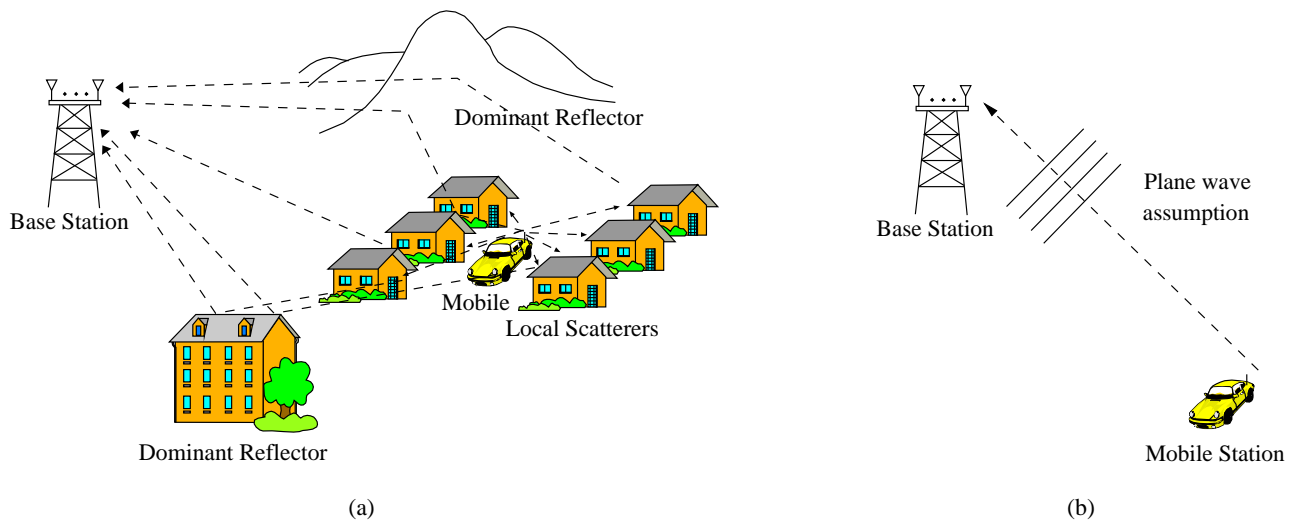 Dominant Reflector
Base Station
Mobile
Local Scatterers
Dominant Reflector
(a)
Base Station
Plane wave
assumption
Mobile Station
(b)